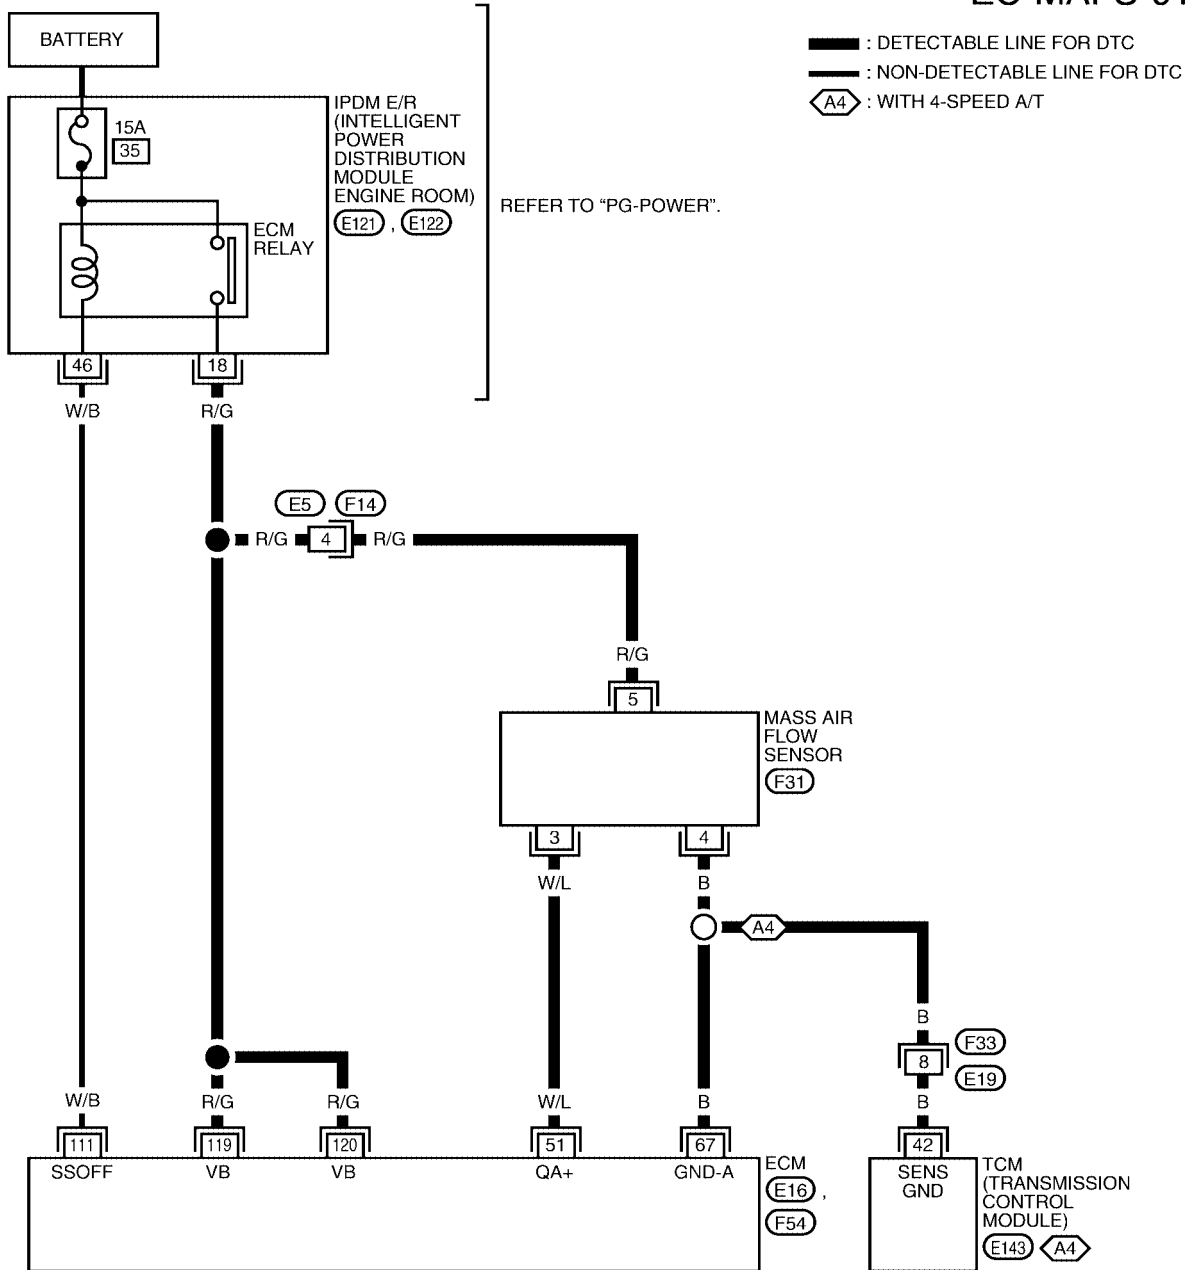 BATTERY
: DETECTABLE LINE FOR DTC
: NON-DETECTABLE LINE FOR DTC
A4 : WITH 4-SPEED A/T
15A
35
IPDM E/R
(INTELLIGENT
POWER
DISTRIBUTION
MODULE
ENGINE ROOM)
E121 , E122
REFER TO “PG-POWER”.
ECM
RELAY
46 18
W/B R/G
E5 F14
R/G 4 R/G
R/G
5
MASS AIR
FLOW
SENSOR
F31
3 4
W/L B
A4
B
F33
8
E19
W/B R/G R/G W/L B B
111 119 120 51 67 42
SSOFF VB VB QA+ GND-A
ECM
E16 ,
F54
SENS
GND
TCM
(TRANSMISSION
CONTROL
MODULE)
E143 A4